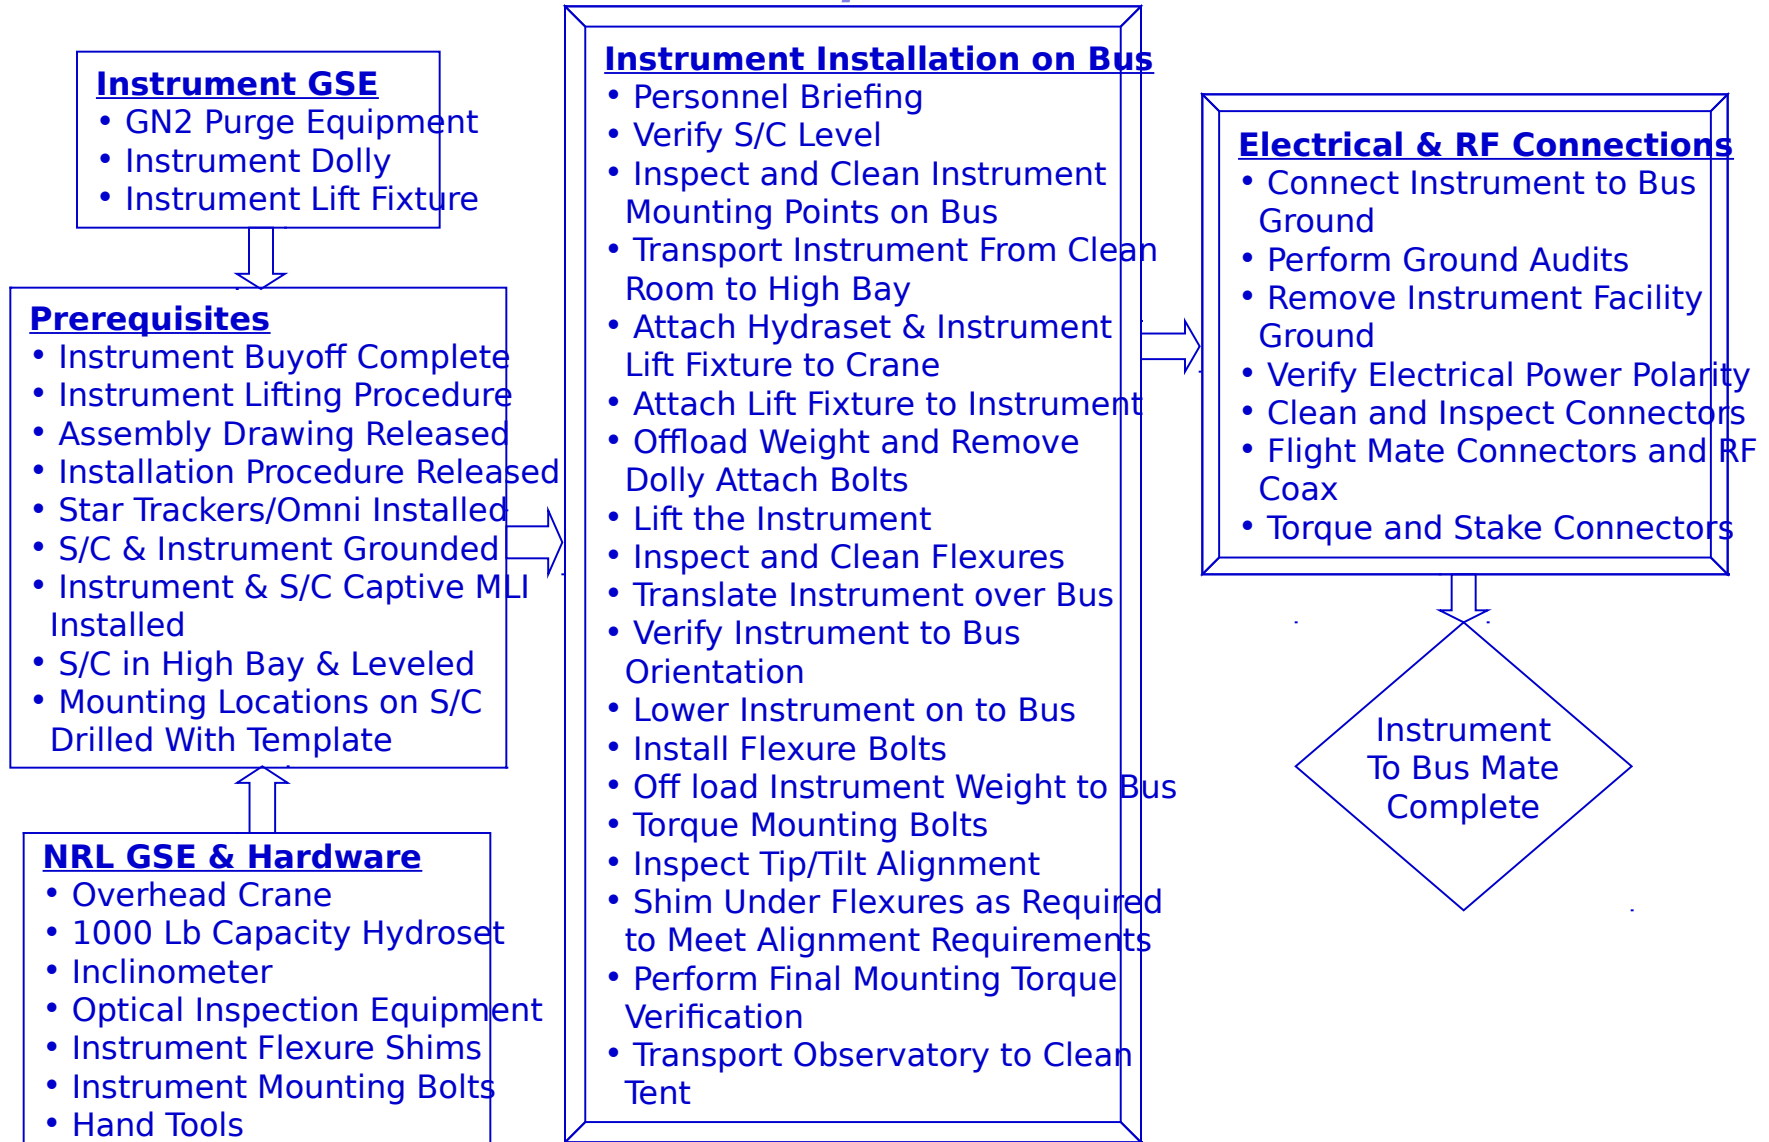 Instrument GSE
• GN2 Purge Equipment
• Instrument Dolly
• Instrument Lift Fixture
Prerequisites
• Instrument Buyoff Complete
• Instrument Lifting Procedure
• Assembly Drawing Released
• Installation Procedure Released
• Star Trackers/Omni Installed
• S/C & Instrument Grounded
• Instrument & S/C Captive MLI
Installed
• S/C in High Bay & Leveled
• Mounting Locations on S/C
Drilled With Template
NRL GSE & Hardware
• Overhead Crane
• 1000 Lb Capacity Hydroset
• Inclinometer
• Optical Inspection Equipment
• Instrument Flexure Shims
• Instrument Mounting Bolts
• Hand Tools
Instrument Installation on Bus
• Personnel Briefing
• Verify S/C Level
• Inspect and Clean Instrument
Mounting Points on Bus
• Transport Instrument From Clean
Room to High Bay
• Attach Hydraset & Instrument
Lift Fixture to Crane
• Attach Lift Fixture to Instrument
• Offload Weight and Remove
Dolly Attach Bolts
• Lift the Instrument
• Inspect and Clean Flexures
• Translate Instrument over Bus
• Verify Instrument to Bus
Orientation
• Lower Instrument on to Bus
• Install Flexure Bolts
• Off load Instrument Weight to Bus
• Torque Mounting Bolts
• Inspect Tip/Tilt Alignment
• Shim Under Flexures as Required
to Meet Alignment Requirements
• Perform Final Mounting Torque
Verification
• Transport Observatory to Clean
Tent
Electrical & RF Connections
• Connect Instrument to Bus
Ground
• Perform Ground Audits
• Remove Instrument Facility
Ground
• Verify Electrical Power Polarity
• Clean and Inspect Connectors
• Flight Mate Connectors and RF
Coax
• Torque and Stake Connectors
Instrument
To Bus Mate
Complete